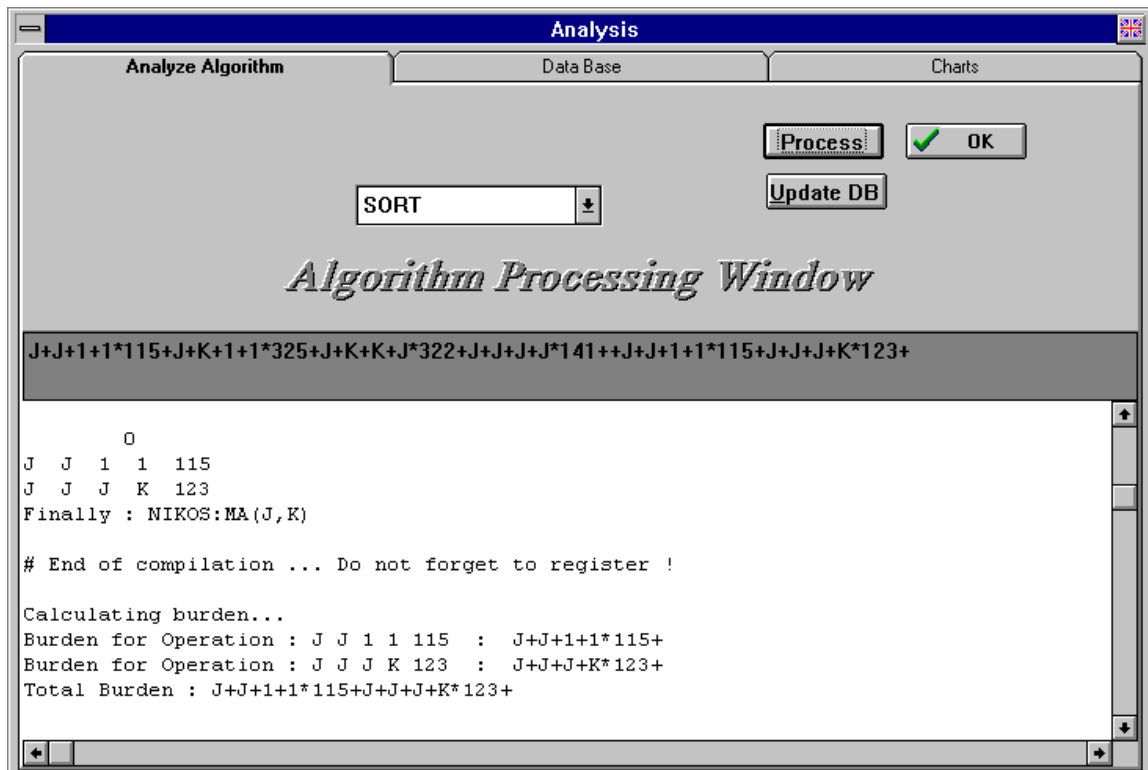 Analysis
Analyze Algorithm
Data Base
Charts
Process
OK
SORT
Update DB
Algorithm Processing Window
J+J+1+1*115+J+K+1+1*325+J+K+K+J*322+J+J+J+J*141++J+J+1+1*115+J+J+J+K*123+
O
J J 1 1 115
J J J K 123
Finally : NIKOS:MA(J,K)
# End of compilation ... Do not forget to register !
Calculating burden...
Burden for Operation : J J 1 1 115 : J+J+1+1*115+
Burden for Operation : J J J K 123 : J+J+J+K*123+
Total Burden : J+J+1+1*115+J+J+J+K*123+